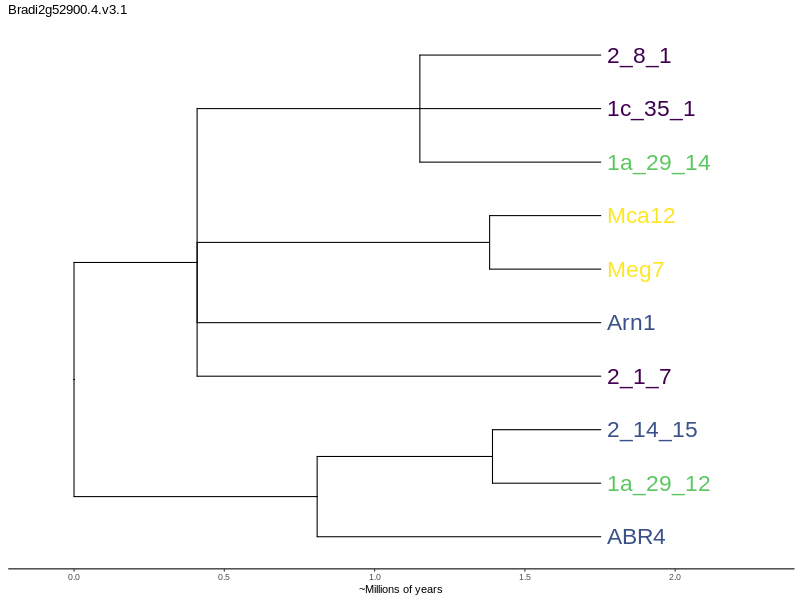 Bradi2g52900.4.v3.1
2_8_1
1c_35_1
1a_29_14
Mca12
Meg7
Arn1
2_1_7
2_14_15
1a_29_12
ABR4
0.0 0.5 1.0 1.5 2.0
~Millions of years